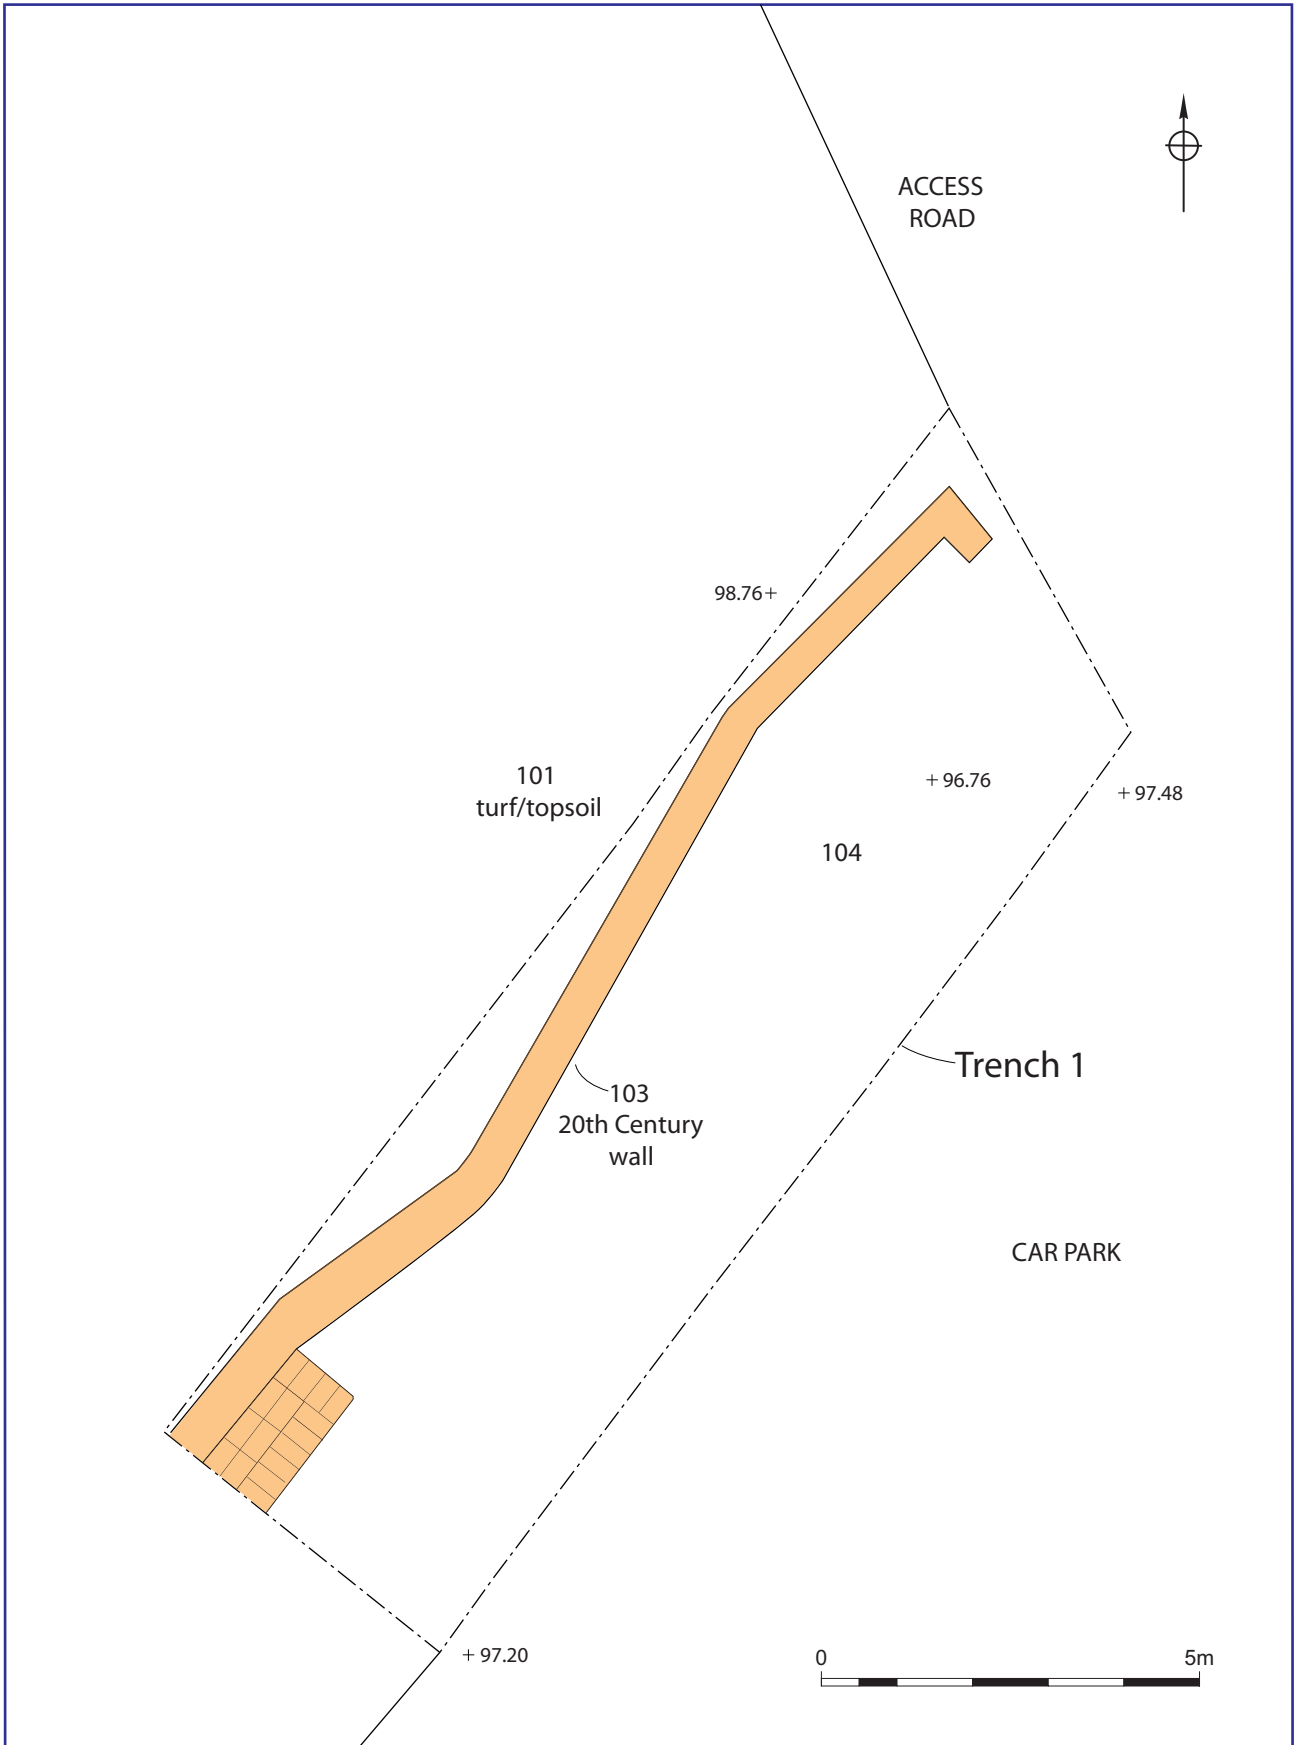 ACCESS
ROAD
98.76+
101
turf/topsoil
+ 96.76
+ 97.48
104
Trench 1
103
20th Century
wall
CAR PARK
+ 97.20
0 5m